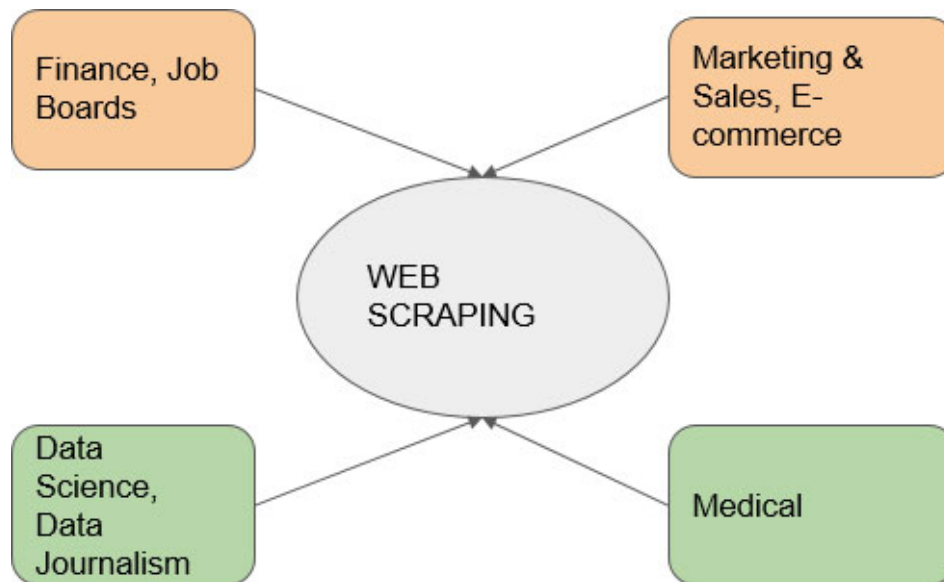 Finance, Job
Boards
Marketing &
Sales, E-
commerce
WEB
SCRAPING
Data
Science,
Data
Journalism
Medical